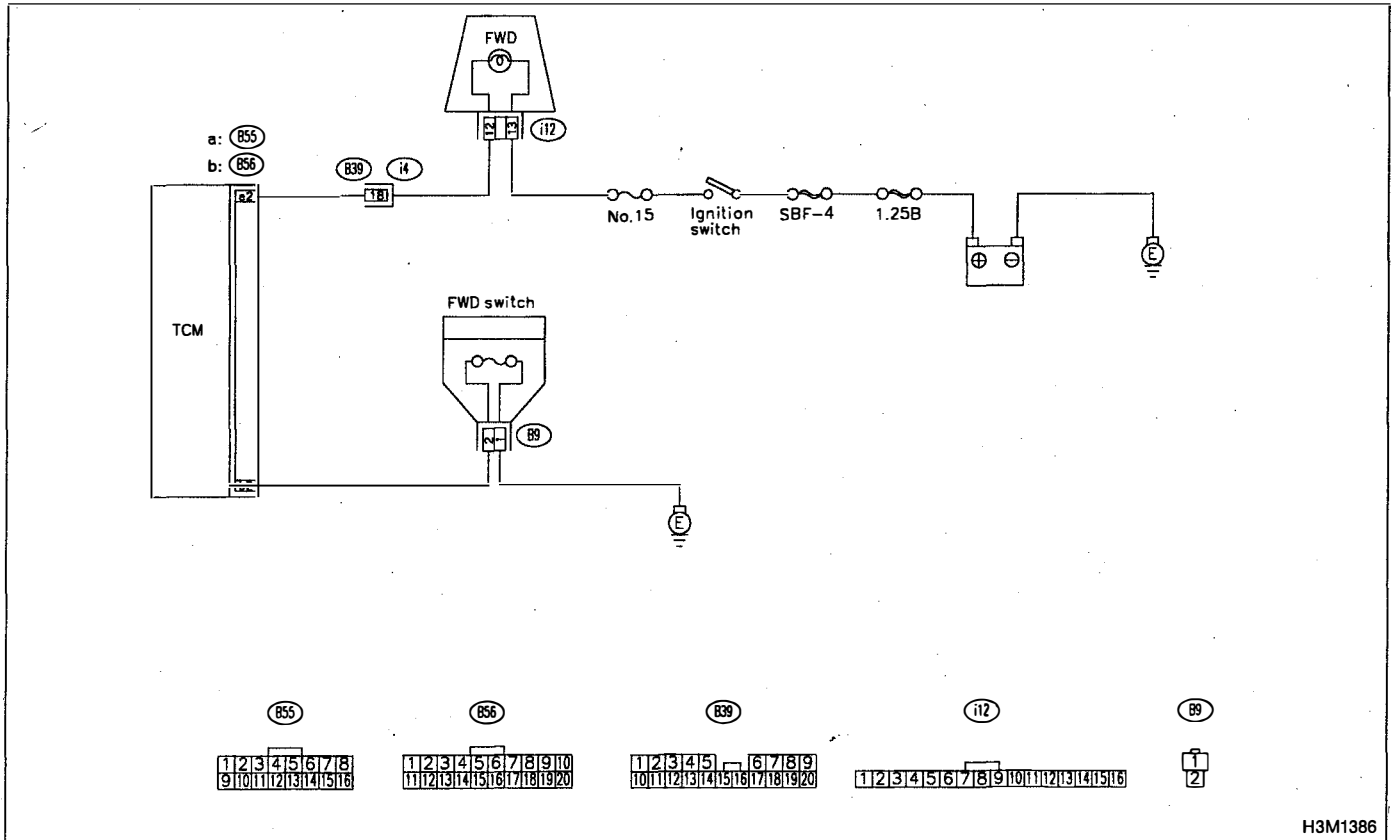 FWD
12 13
i12
a: B55
b: B56
B39 i4
a2
18
No.15
Ignition
switch
SBF-4
1.25B
⊕ ⊖
E
TCM
FWD switch
2 1
B9
E
B55
B56
B39
i12
B9
1 2 3 4 5 6 7 8
9 10 11 12 13 14 15 16
1 2 3 4 5 6 7 8 9 10
11 12 13 14 15 16 17 18 19 20
1 2 3 4 5 6 7 8 9
10 11 12 13 14 15 16 17 18 19 20
1 2 3 4 5 6 7 8 9 10 11 12 13 14 15 16
1
2
H3M1386